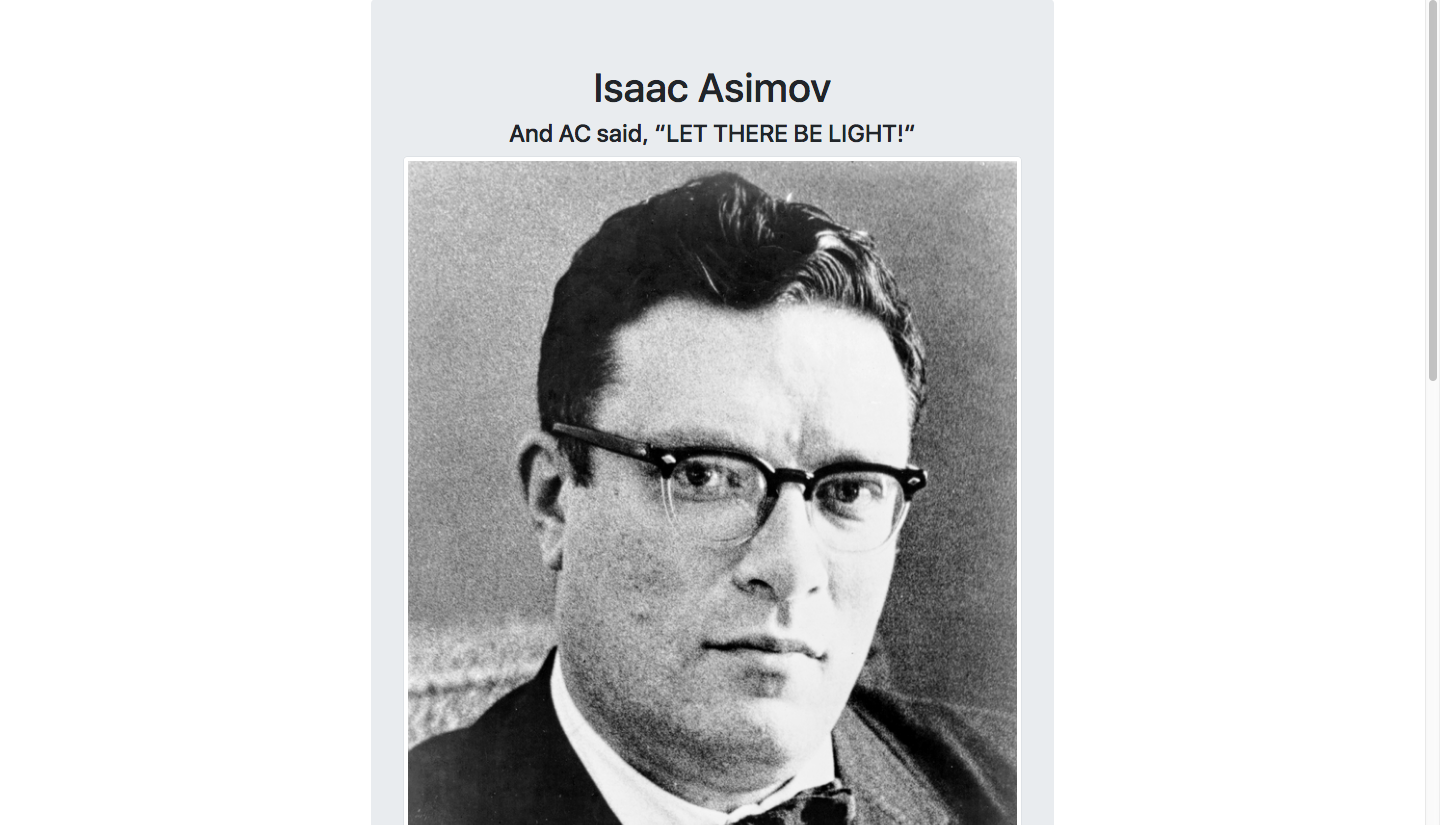 Isaac Asimov
And AC said, “LET THERE BE LIGHT!”